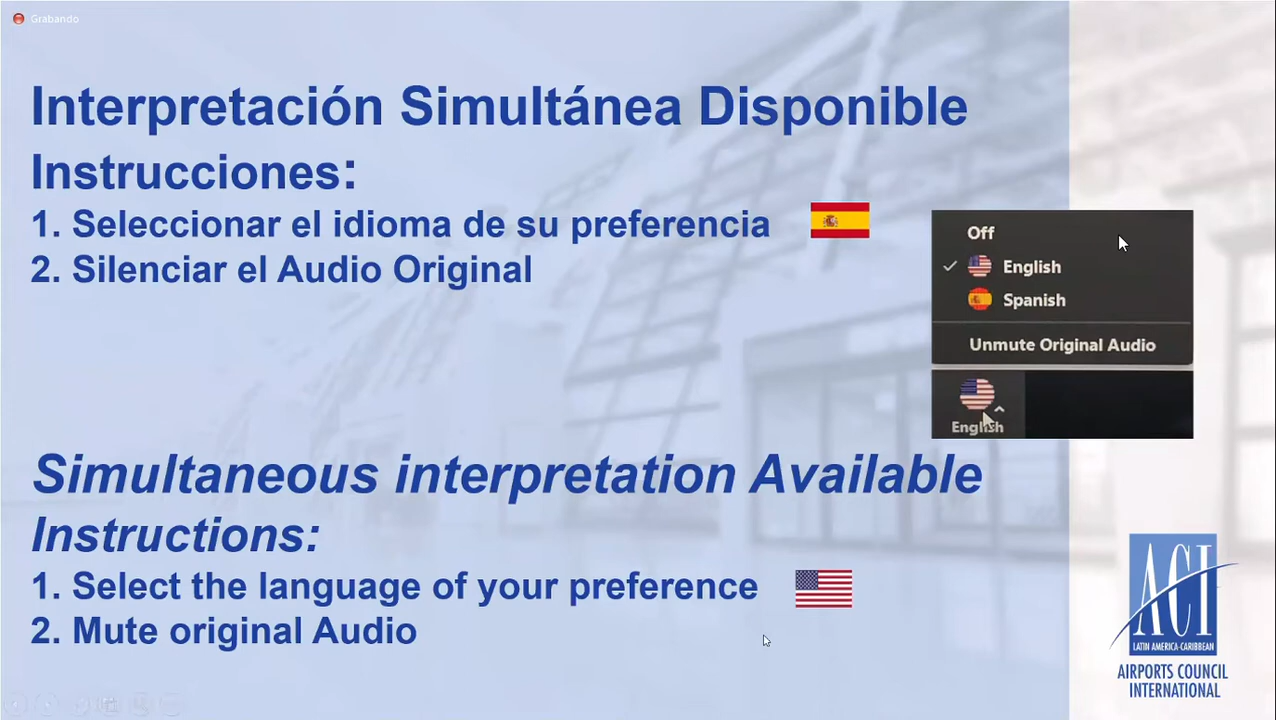 Grabando
Interpretación Simultánea Disponible
Instrucciones:
1. Seleccionar el idioma de su preferencia
2. Silenciar el Audio Original
Off
English
Spanish
Unmute Original Audio
English
Simultaneous interpretation Available
Instructions:
1. Select the language of your preference
2. Mute original Audio
ACI
LATIN AMERICA-CARIBBEAN
AIRPORTS COUNCIL
INTERNATIONAL